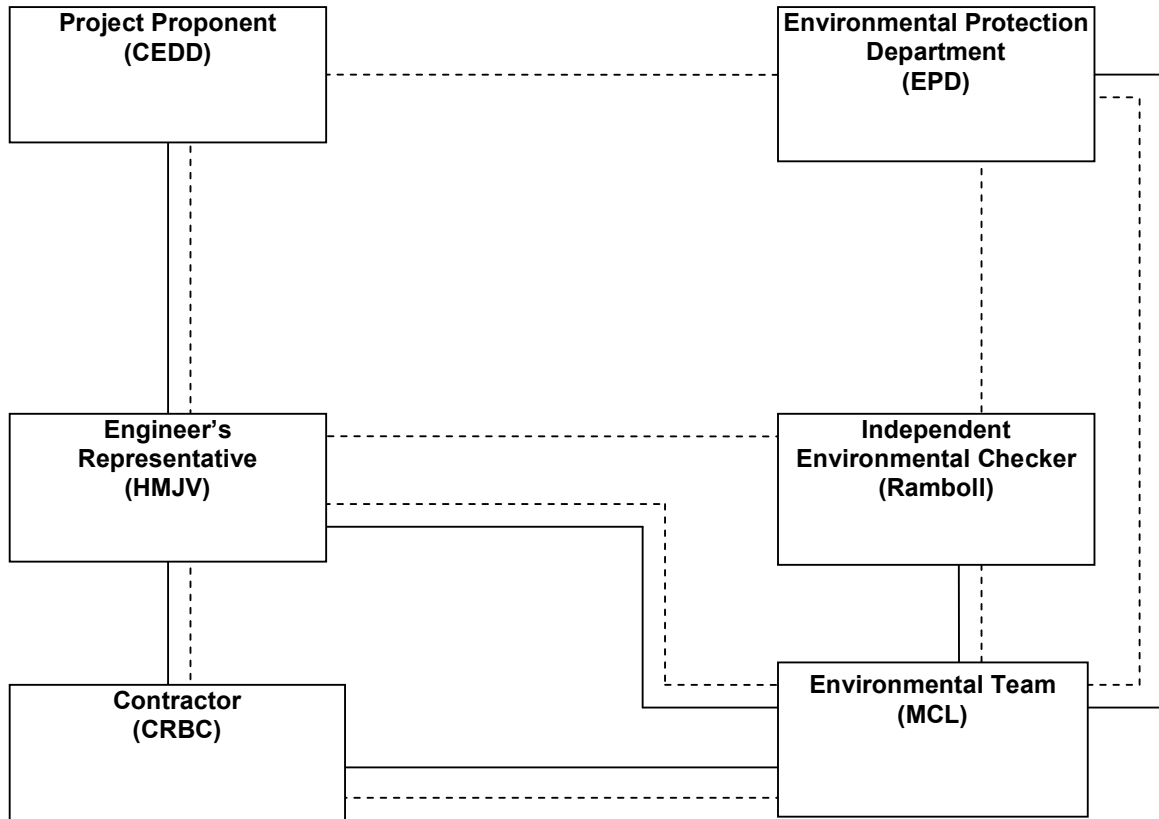 Project Proponent
(CEDD)
Environmental Protection
Department
(EPD)
Engineer’s
Representative
(HMJV)
Independent
Environmental Checker
(Ramboll)
Contractor
(CRBC)
Environmental Team
(MCL)